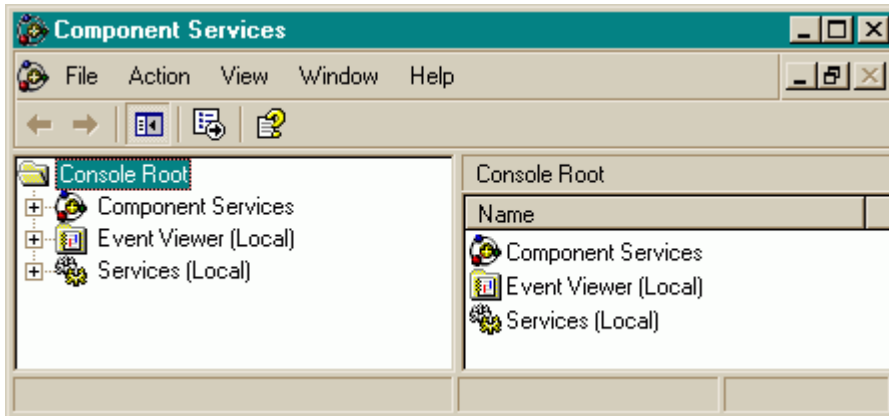 Component Services
File Action View Window Help
Console Root
Component Services
Event Viewer (Local)
Services (Local)
Console Root
Name
Component Services
Event Viewer (Local)
Services (Local)